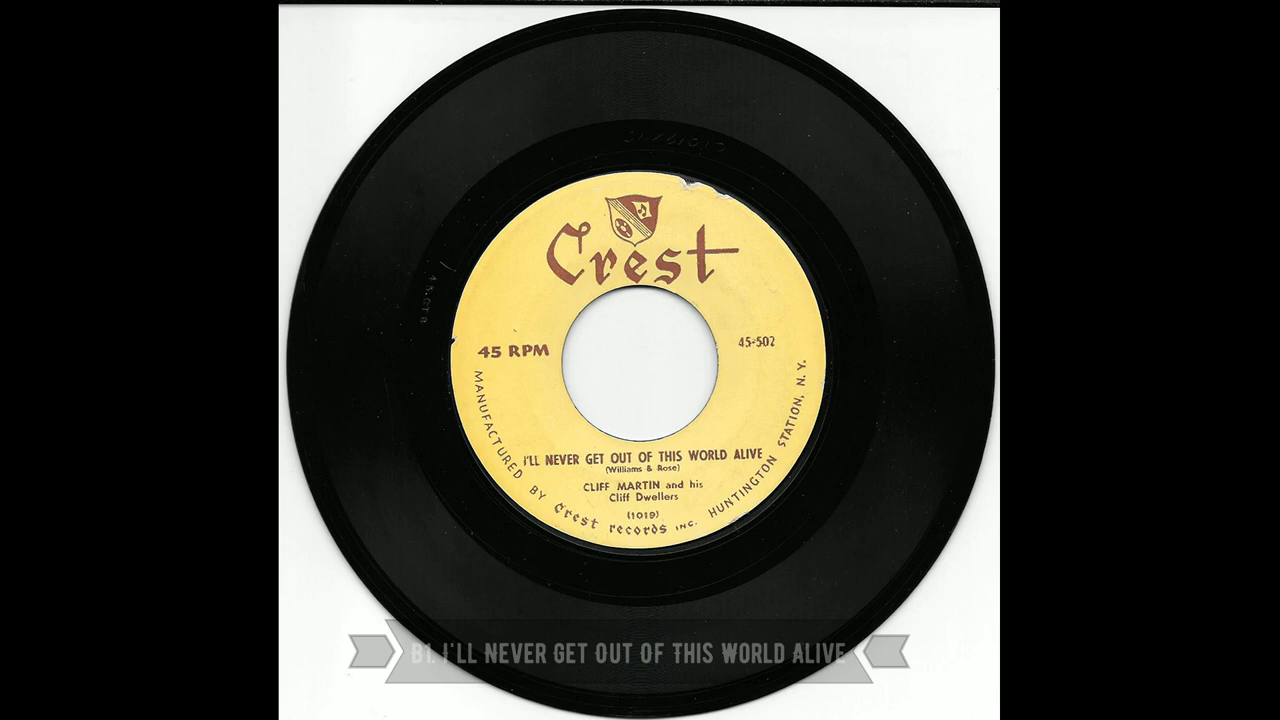 Crest
45 RPM
45-502
I'LL NEVER GET OUT OF THIS WORLD ALIVE
(Williams & Rose)
CLIFF MARTIN and his
Cliff Dwellers
(1019)
MANUFACTURED BY Crest records INC. HUNTINGTON STATION, N. Y.
B1. I'LL NEVER GET OUT OF THIS WORLD ALIVE